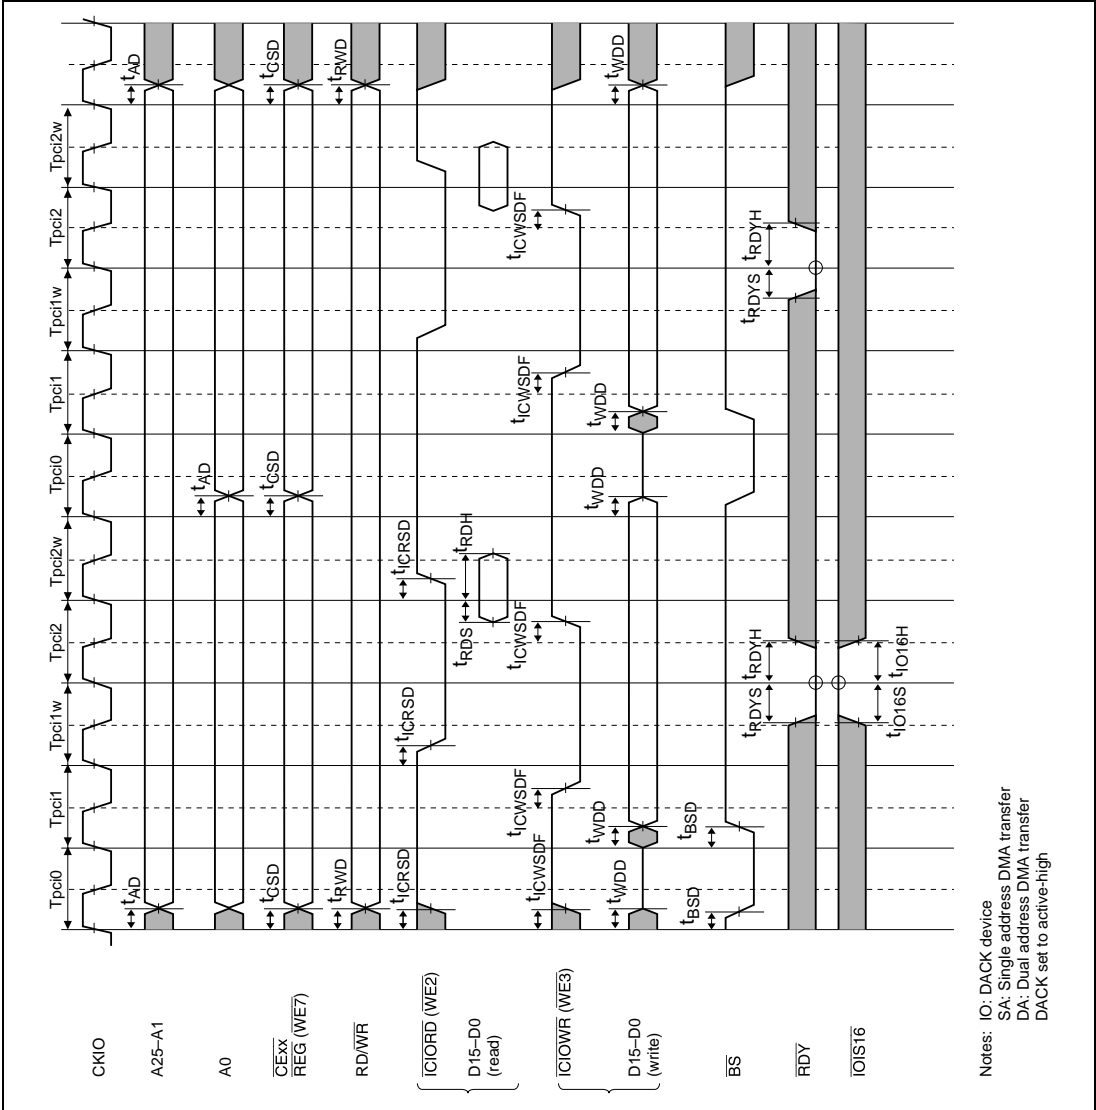 Tpci0 Tpci1 Tpci1w Tpci2 Tpci2w Tpci0 Tpci1 Tpci1w Tpci2 Tpci2w
CKIO
A25–A1 tAD tAD
A0 tAD
CExx
REG (WE7) tCSD tCSD tCSD
RD/WR tRWD tRWD
ICIORD (WE2) tICRSD tICRSD tICRSD
D15–D0
(read) tRDS tRDH
ICIOWR (WE3) tICWSDF tICWSDF tICWSDF tICWSDF tICWSDF
D15–D0
(write) tWDD tWDD tWDD tWDD tWDD
BS tBSD tBSD
RDY tRDYS tRDYH tRDYS tRDYH
IOIS16 tIO16S tIO16H
Notes: IO: DACK device
SA: Single address DMA transfer
DA: Dual address DMA transfer
DACK set to active-high